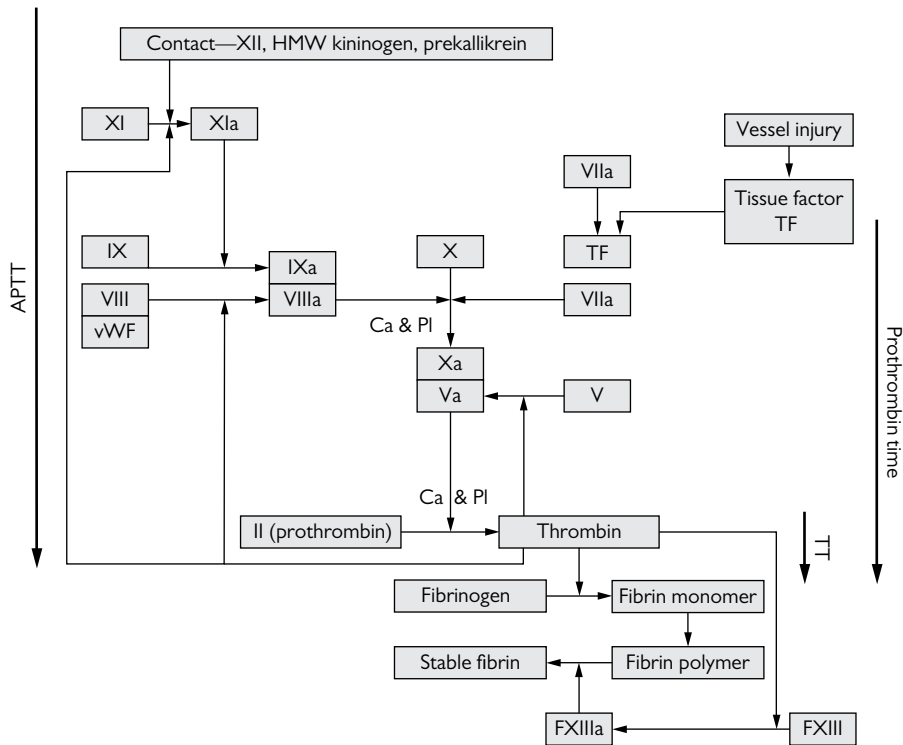 Contact—XII, HMW kininogen, prekallikrein
XI
XIa
Vessel injury
VIIa
Tissue factor
TF
TF
IX
IXa
X
APTT
VIII
VIIIa
VIIa
vWF
Ca & Pl
Xa
Va
V
Prothrombin time
Ca & Pl
II (prothrombin)
Thrombin
TT
Fibrinogen
Fibrin monomer
Stable fibrin
Fibrin polymer
FXIIIa
FXIII